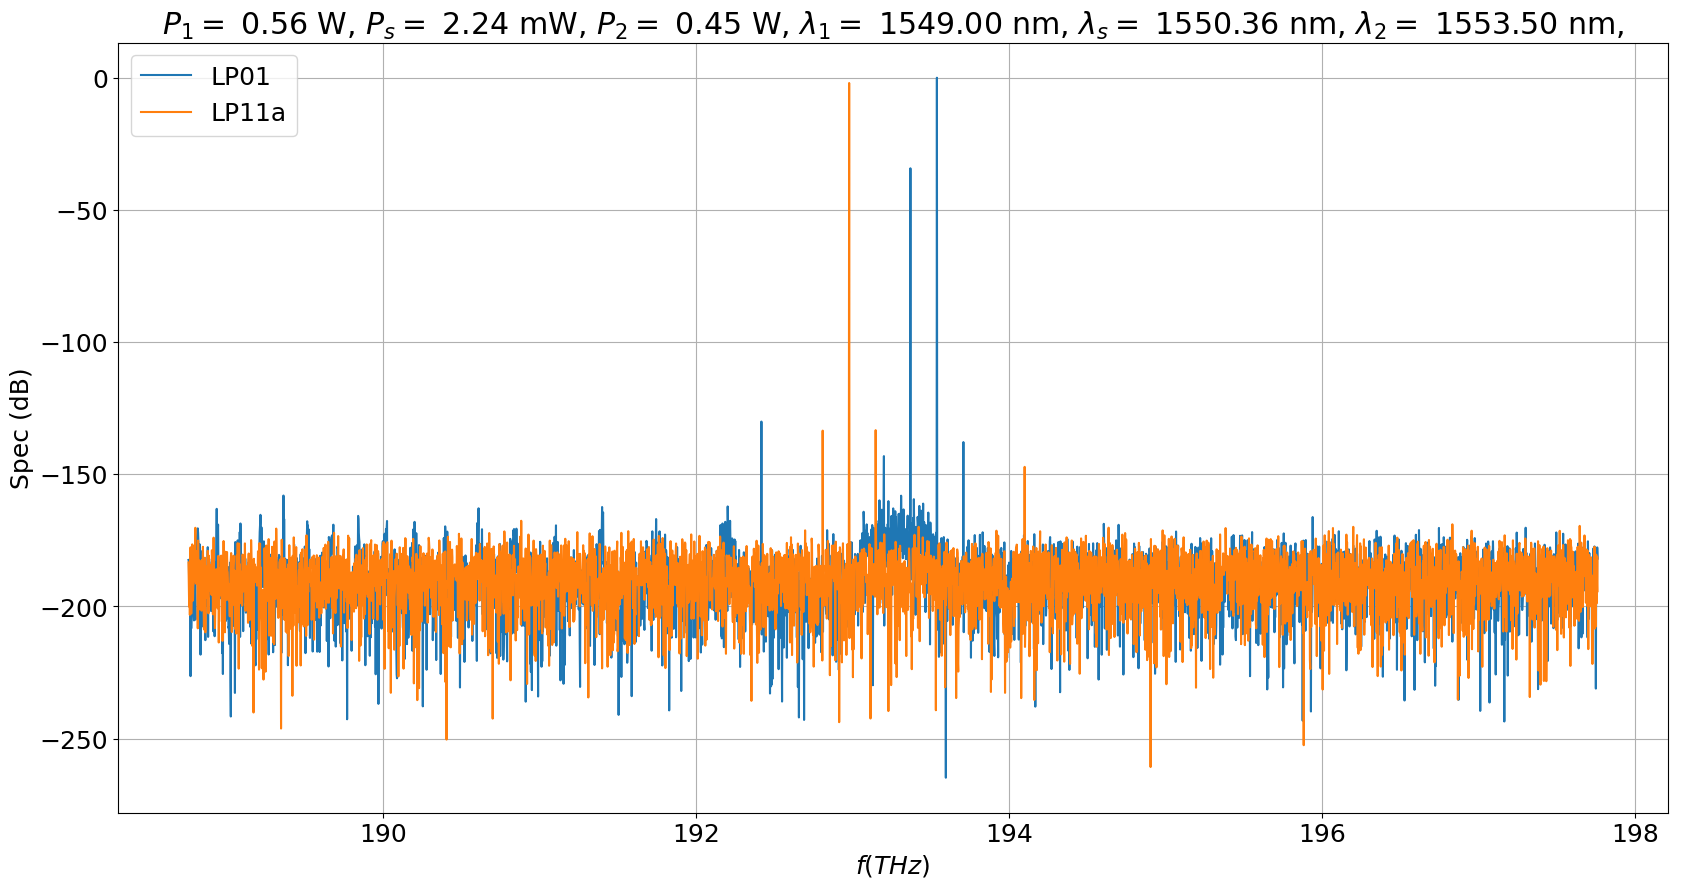 P₁ = 0.56 W, Pₛ = 2.24 mW, P₂ = 0.45 W, λ₁ = 1549.00 nm, λₛ = 1550.36 nm, λ₂ = 1553.50 nm,
LP01
LP11a
0
−50
−100
−150
−200
−250
Spec (dB)
190 192 194 196 198
f(THz)